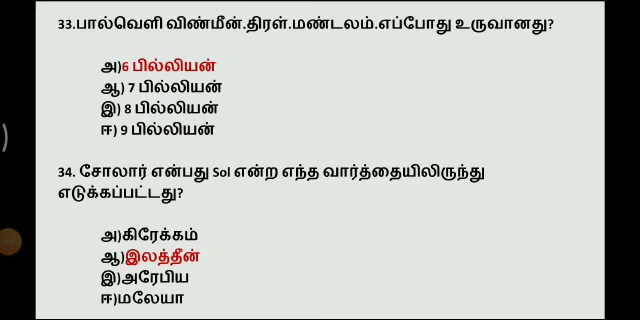 33.பால்வெளி விண்மீன்.திரள்.மண்டலம்.எப்போது உருவானது?
அ)6 பில்லியன்
ஆ) 7 பில்லியன்
இ) 8 பில்லியன்
ஈ) 9 பில்லியன்
34. சோலார் என்பது Sol என்ற எந்த வார்த்தையிலிருந்து
எடுக்கப்பட்டது?
அ)கிரேக்கம்
ஆ)இலத்தீன்
இ)அரேபிய
ஈ)மலேயா